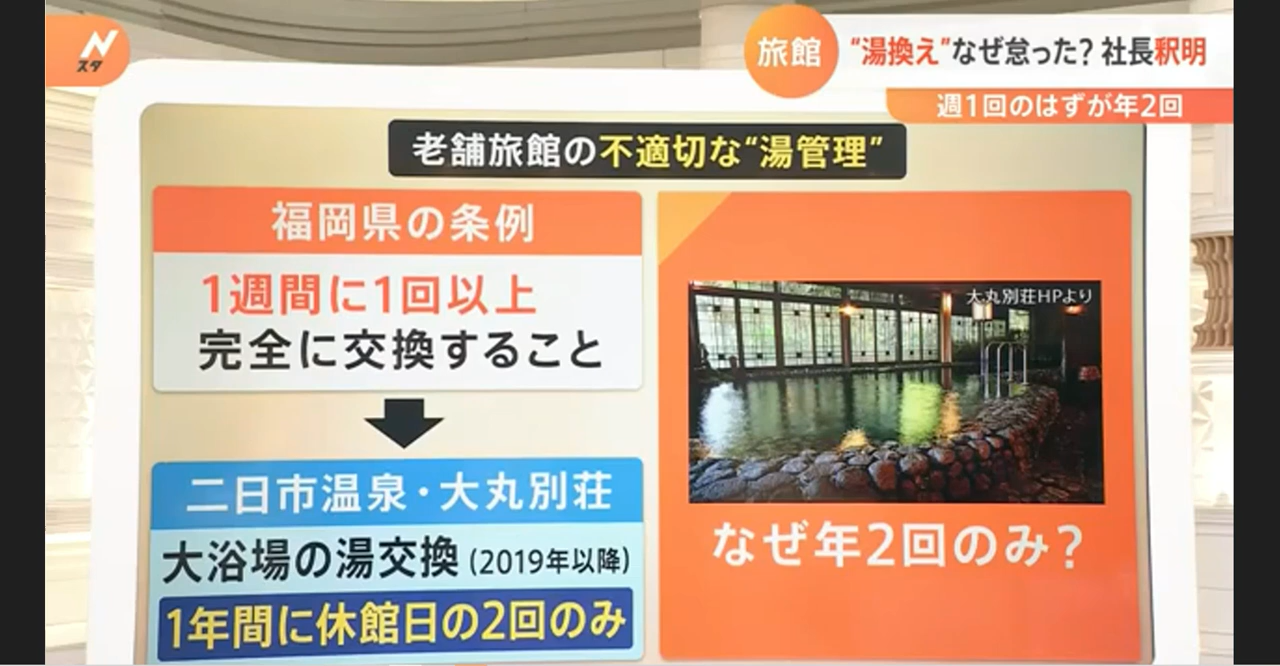 N
スタ
旅館
“湯換え”なぜ怠った？社長釈明
週1回のはずが年2回
老舗旅館の不適切な“湯管理”
福岡県の条例
1週間に1回以上
完全に交換すること
二日市温泉・大丸別荘
大浴場の湯交換(2019年以降)
1年間に休館日の2回のみ
大丸別荘HPより
なぜ年2回のみ？